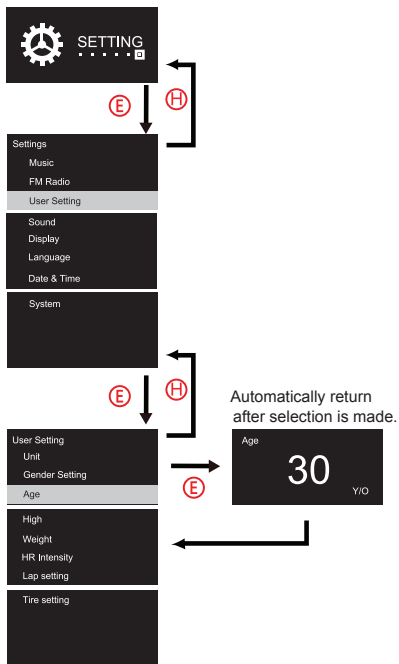 SETTING
E
H
Settings
Music
FM Radio
User Setting
Sound
Display
Language
Date & Time
System
E
H
Automatically return
after selection is made.
User Setting
Unit
Gender Setting
Age
High
Weight
HR Intensity
Lap setting
Tire setting
E
Age
30
Y/O